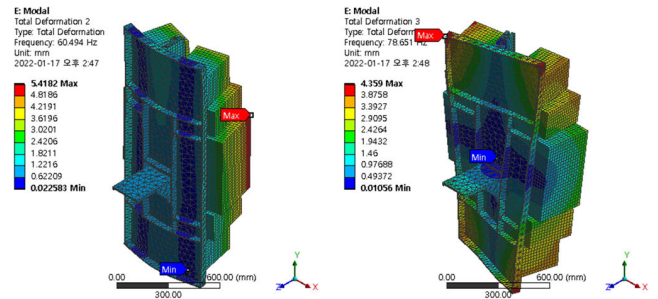 E: Modal
Total Deformation 2
Type: Total Deformation
Frequency: 60.494 Hz
Unit: mm
2022-01-17 오후 2:47
5.4182 Max
4.8186
4.2191
3.6196
3.0201
2.4206
1.8211
1.2216
0.62209
0.022583 Min
Max
Min
0.00
600.00 (mm)
300.00
Y
Z
X
E: Modal
Total Deformation 3
Type: Total Deform
Frequency: 78.651 Hz
Unit: mm
2022-01-17 오후 2:48
4.359 Max
3.8758
3.3927
2.9095
2.4264
1.9432
1.46
0.97688
0.49372
0.01056 Min
Max
Min
0.00
600.00 (mm)
300.00
Y
Z
X